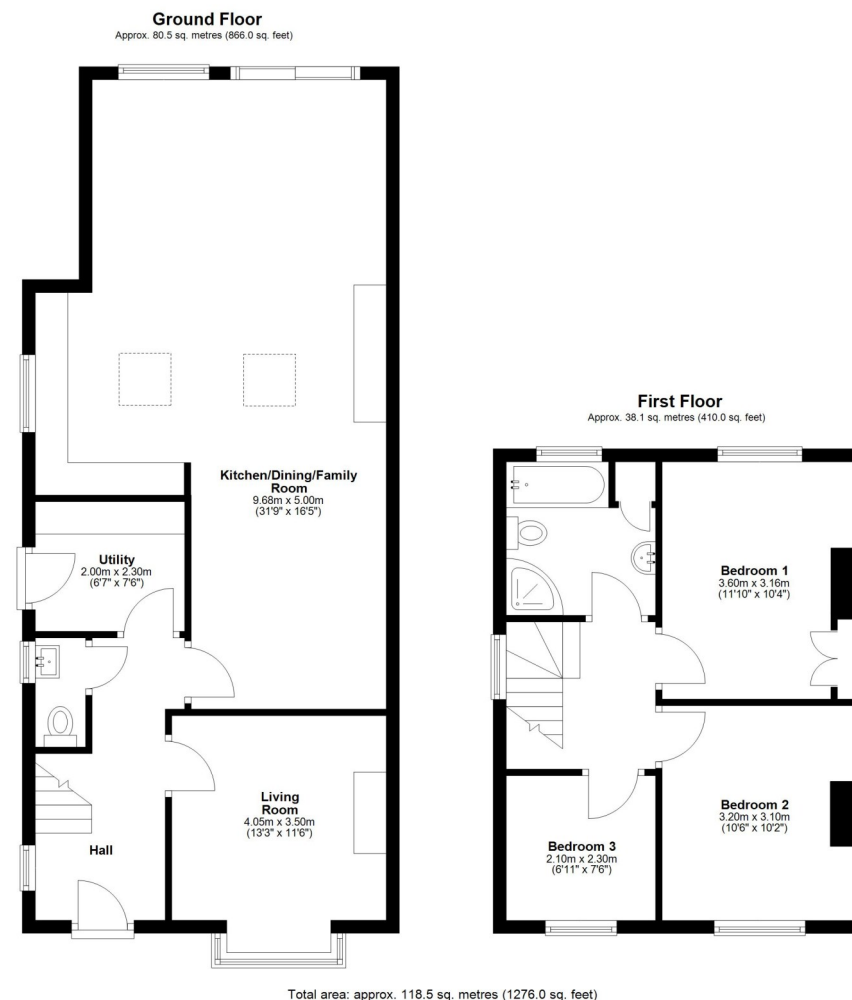 Ground Floor
Approx. 80.5 sq. metres (866.0 sq. feet)
Kitchen/Dining/Family
Room
9.68m x 5.00m
(31'9" x 16'5")
Utility
2.00m x 2.30m
(6'7" x 7'6")
Living
Room
4.05m x 3.50m
(13'3" x 11'6")
Hall
First Floor
Approx. 38.1 sq. metres (410.0 sq. feet)
Bedroom 1
3.60m x 3.16m
(11'10" x 10'4")
Bedroom 2
3.20m x 3.10m
(10'6" x 10'2")
Bedroom 3
2.10m x 2.30m
(6'11" x 7'6")
Total area: approx. 118.5 sq. metres (1276.0 sq. feet)